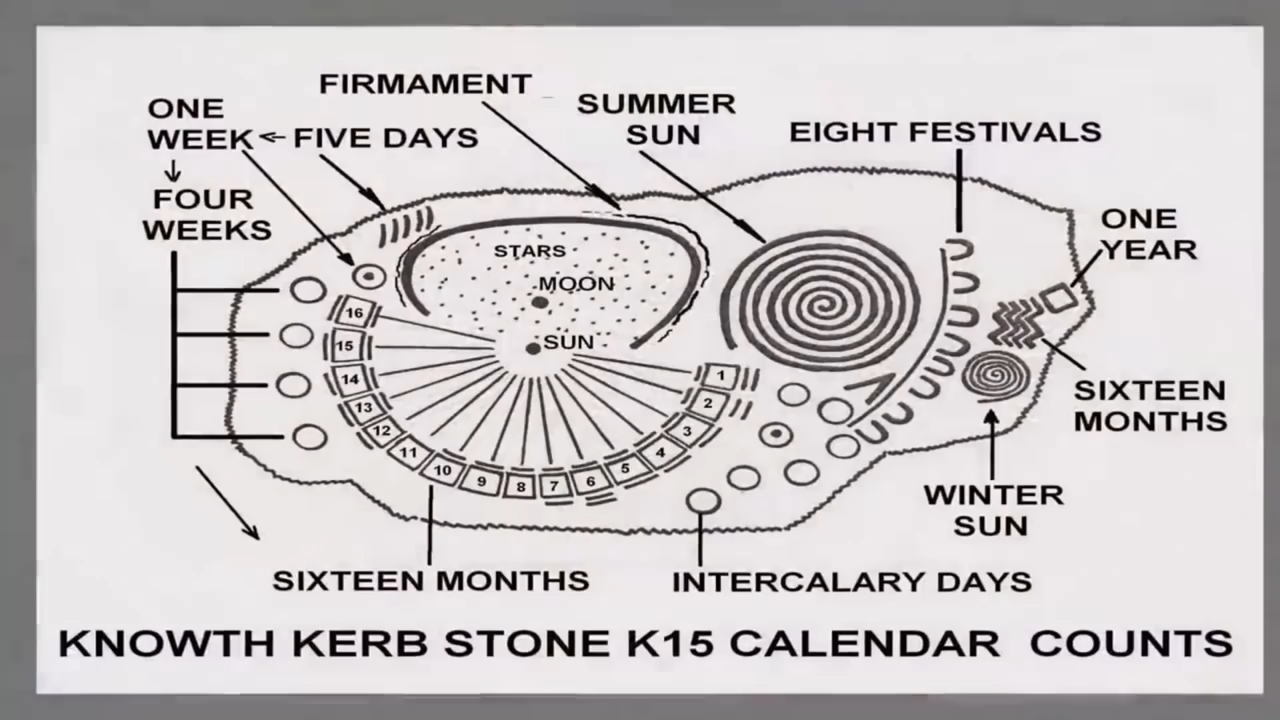 FIRMAMENT
SUMMER
SUN
EIGHT FESTIVALS
ONE
WEEK
FIVE DAYS
FOUR
WEEKS
ONE
YEAR
STARS
MOON
SUN
16
15
14
13
12
11
10
9
8
7
6
5
4
3
2
1
SIXTEEN
MONTHS
WINTER
SUN
SIXTEEN MONTHS
INTERCALARY DAYS
KNOWTH KERB STONE K15 CALENDAR COUNTS